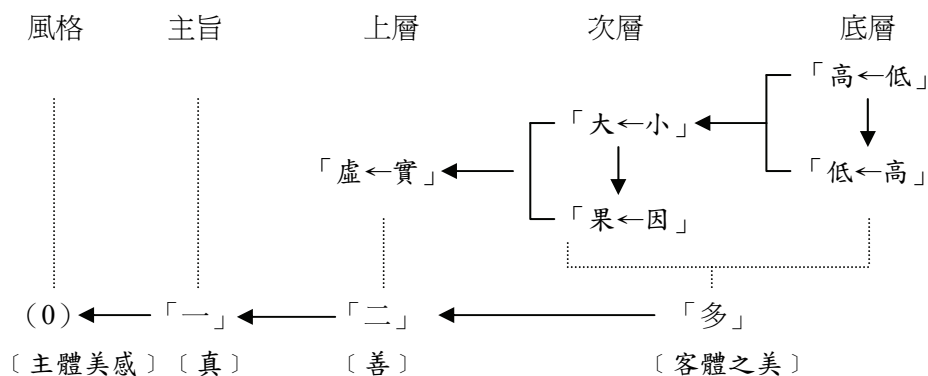 風格 主旨 上層 次層 底層
「高←低」
「大←小」
「虛←實」 「低←高」
「果←因」
(0) 「一」 「二」 「多」
〔主體美感〕〔真〕 〔善〕 〔客體之美〕